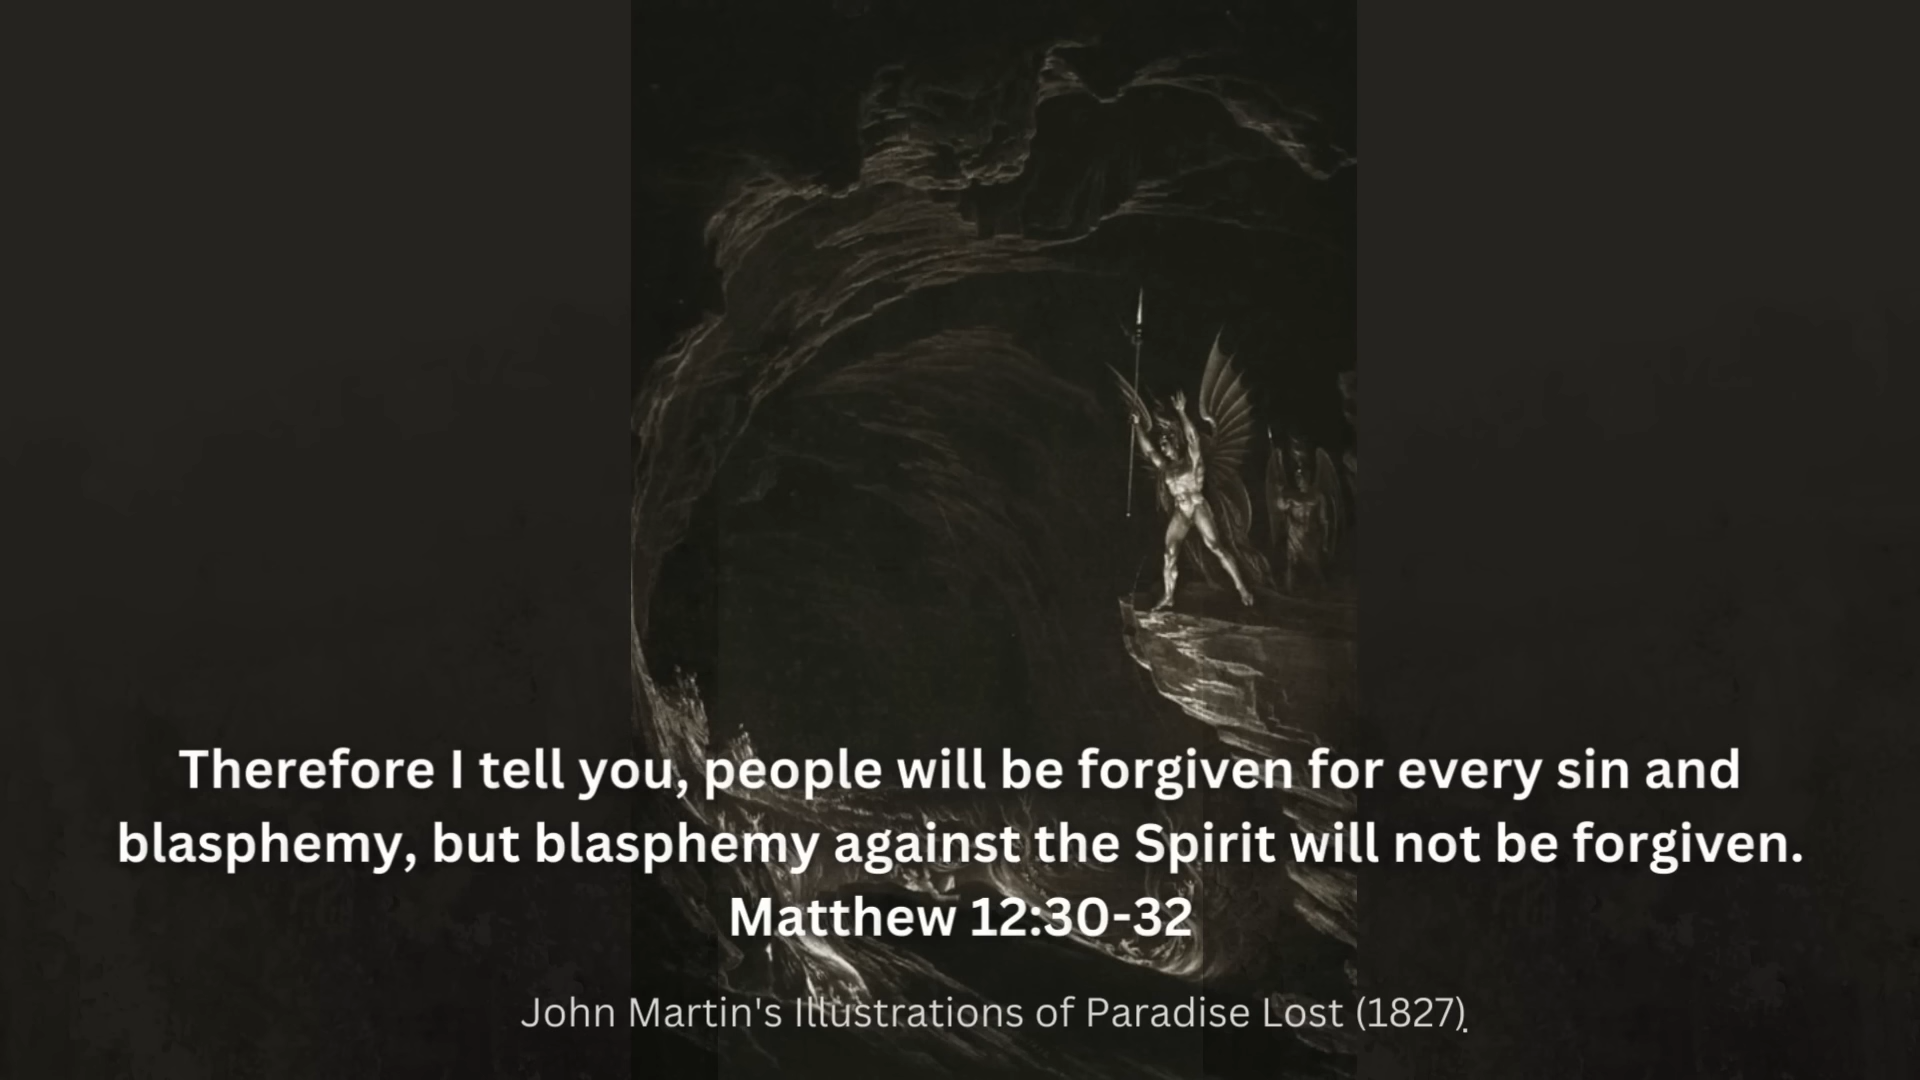 Therefore I tell you, people will be forgiven for every sin and
blasphemy, but blasphemy against the Spirit will not be forgiven.
Matthew 12:30-32
John Martin's Illustrations of Paradise Lost (1827).